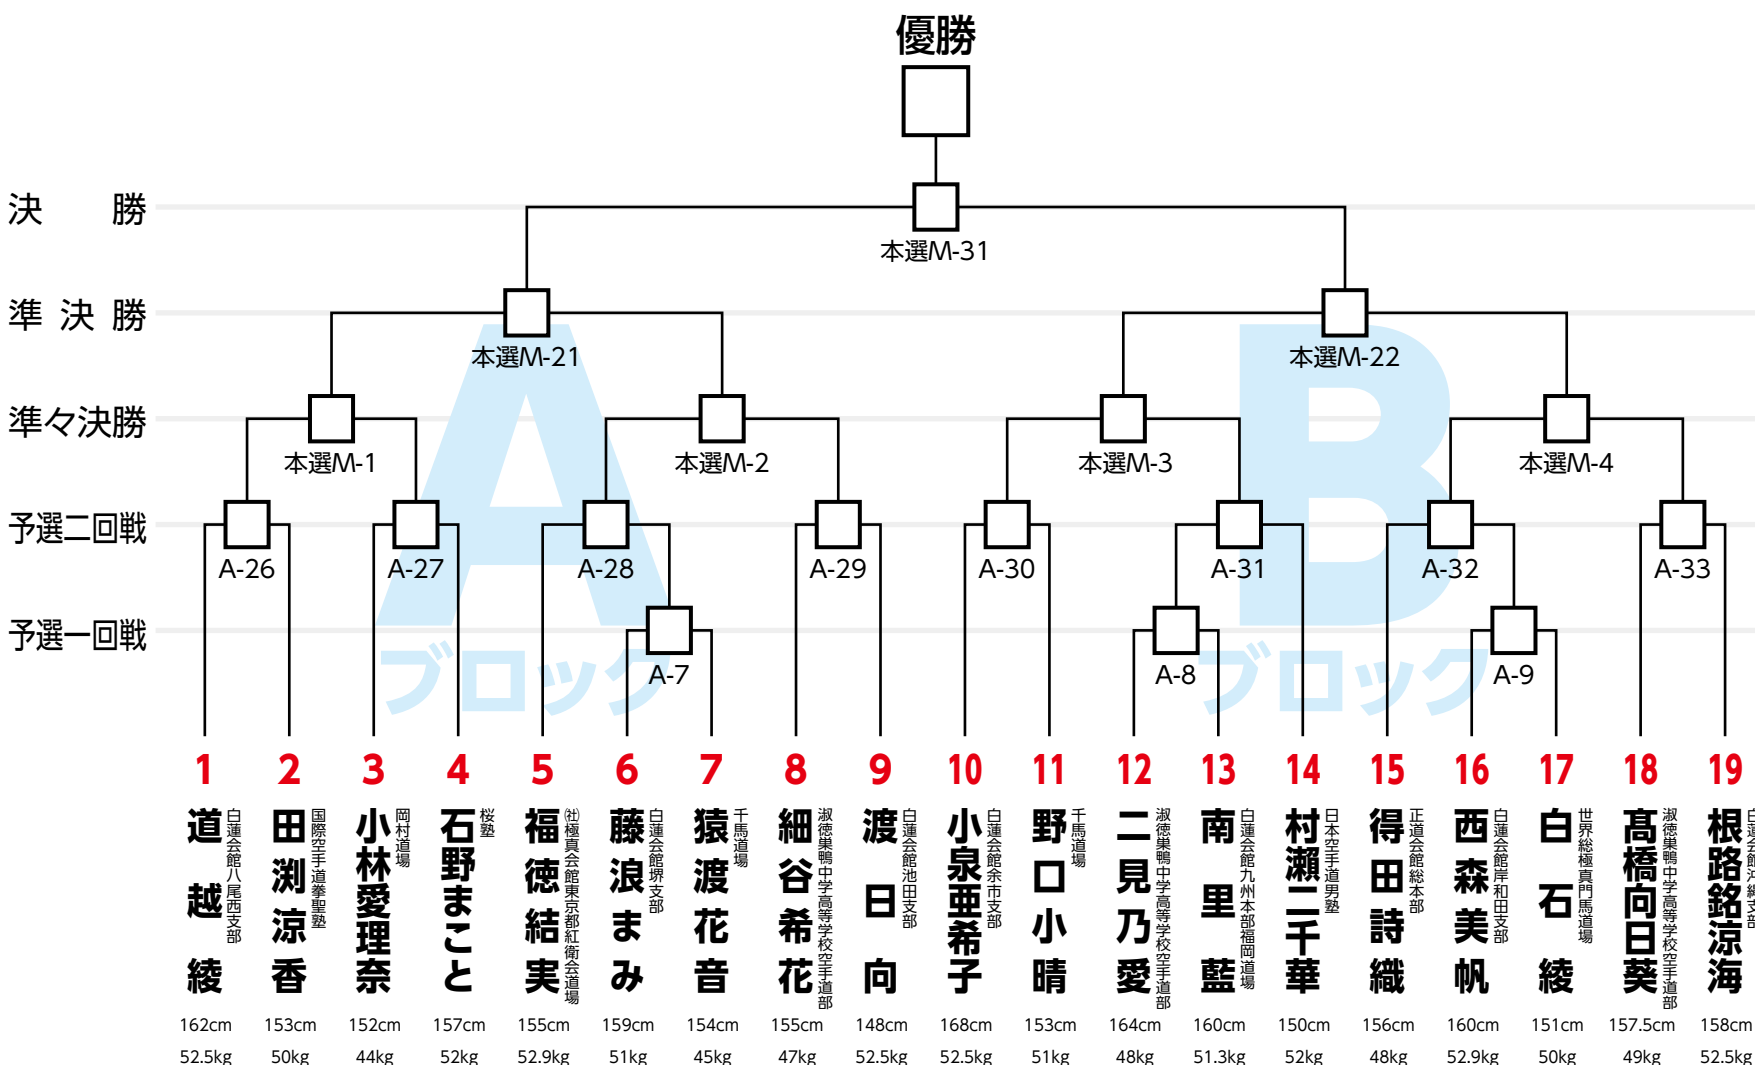 優勝
決勝
本選M-31
準決勝
本選M-21
本選M-22
準々決勝
本選M-1
本選M-2
本選M-3
本選M-4
予選二回戦
A-26
A-27
A-28
A-29
A-30
A-31
A-32
A-33
予選一回戦
A-7
A-8
A-9
A
ブロック
B
ブロック
1
白蓮会館八尾西支部
道越綾
162cm
52.5kg
2
国際空手道拳聖塾
田渕涼香
153cm
50kg
3
岡村道場
小林愛理奈
152cm
44kg
4
桜塾
石野まこと
157cm
52kg
5
㈳極真会館東京都紅衛会道場
福徳結実
155cm
52.9kg
6
白蓮会館堺支部
藤浪まみ
159cm
51kg
7
千馬道場
猿渡花音
154cm
45kg
8
淑徳巣鴨中学高等学校空手道部
細谷希花
155cm
47kg
9
白蓮会館池田支部
渡日向
148cm
52.5kg
10
白蓮会館余市支部
小泉亜希子
168cm
52.5kg
11
千馬道場
野口小晴
153cm
51kg
12
淑徳巣鴨中学高等学校空手道部
二見乃愛
164cm
48kg
13
白蓮会館九州本部福岡道場
南里藍
160cm
51.3kg
14
日本空手道男塾
村瀬二千華
150cm
52kg
15
正道会館総本部
得田詩織
156cm
48kg
16
白蓮会館岸和田支部
西森美帆
160cm
52.9kg
17
世界総極真門馬道場
白石綾
151cm
50kg
18
淑徳巣鴨中学高等学校空手道部
髙橋向日葵
157.5cm
49kg
19
白蓮会館沖縄支部
根路銘涼海
158cm
52.5kg